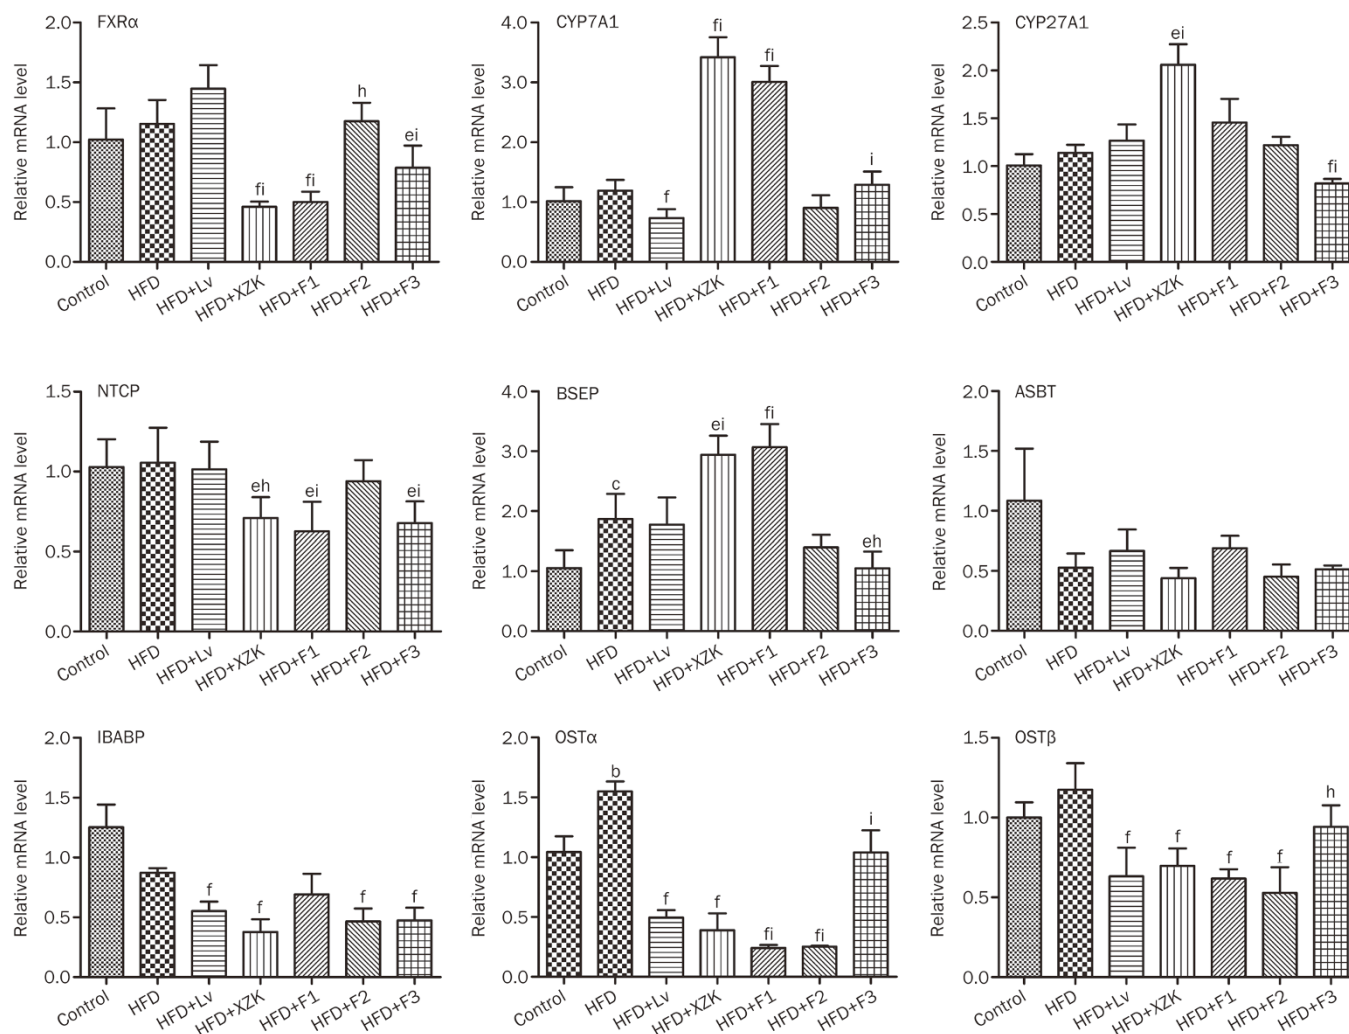 FXRα
Relative mRNA level
2.0
1.5
1.0
0.5
0.0
fi
fi
h
ei
Control
HFD
HFD+Lv
HFD+XZK
HFD+F1
HFD+F2
HFD+F3
CYP7A1
Relative mRNA level
4.0
3.0
2.0
1.0
0.0
f
fi
fi
i
Control
HFD
HFD+Lv
HFD+XZK
HFD+F1
HFD+F2
HFD+F3
CYP27A1
Relative mRNA level
2.5
2.0
1.5
1.0
1.5
0.0
ei
fi
Control
HFD
HFD+Lv
HFD+XZK
HFD+F1
HFD+F2
HFD+F3
NTCP
Relative mRNA level
1.5
1.0
0.5
0.0
eh
ei
ei
Control
HFD
HFD+Lv
HFD+XZK
HFD+F1
HFD+F2
HFD+F3
BSEP
Relative mRNA level
4.0
3.0
2.0
1.0
0.0
c
ei
fi
eh
Control
HFD
HFD+Lv
HFD+XZK
HFD+F1
HFD+F2
HFD+F3
ASBT
Relative mRNA level
2.0
1.5
1.0
0.5
0.0
Control
HFD
HFD+Lv
HFD+XZK
HFD+F1
HFD+F2
HFD+F3
IBABP
Relative mRNA level
2.0
1.5
1.0
0.5
0.0
f
f
f
f
Control
HFD
HFD+Lv
HFD+XZK
HFD+F1
HFD+F2
HFD+F3
OSTα
Relative mRNA level
2.0
1.5
1.0
0.5
0.0
b
f
f
fi
fi
i
Control
HFD
HFD+Lv
HFD+XZK
HFD+F1
HFD+F2
HFD+F3
OSTβ
Relative mRNA level
1.5
1.0
0.5
0.0
f
f
f
f
h
Control
HFD
HFD+Lv
HFD+XZK
HFD+F1
HFD+F2
HFD+F3